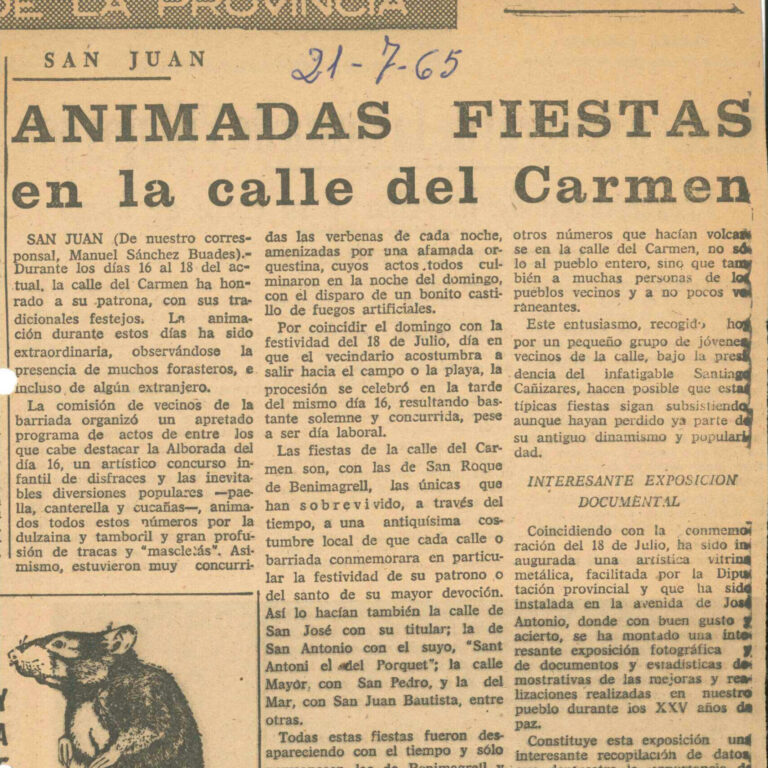 DE LA PROVINCIA
SAN JUAN
21-7-65
ANIMADAS FIESTAS
en la calle del Carmen
SAN JUAN (De nuestro corres-
ponsal, Manuel Sánchez Buades).-
Durante los días 16 al 18 del ac-
tual, la calle del Carmen ha hon-
rado a su patrona, con sus tra-
dicionales festejos. La anima-
ción durante estos días ha sido
extraordinaria, observándose la
presencia de muchos forasteros, e
incluso de algún extranjero.
La comisión de vecinos de la
barriada organizó un apretado
programa de actos de entre los
que cabe destacar la Alborada del
día 16, un artístico concurso in-
fantil de disfraces y las inevita-
bles diversiones populares —pae-
lla, canterella y cucañas—, anima-
dos todos estos números por la
dulzaina y tamboril y gran profu-
sión de tracas y "mascletás". Asi-
mismo, estuvieron muy concurri-
das las verbenas de cada noche,
amenizadas por una afamada or-
questina, cuyos actos todos cul-
minaron en la noche del domingo,
con el disparo de un bonito casti-
llo de fuegos artificiales.
Por coincidir el domingo con la
festividad del 18 de Julio, día en
que el vecindario acostumbra a
salir hacia el campo o la playa, la
procesión se celebró en la tarde
del mismo día 16, resultando bas-
tante solemne y concurrida, pese
a ser día laboral.
Las fiestas de la calle del Car-
men son, con las de San Roque
de Benimagrell, las únicas que
han sobrevivido, a través del
tiempo, a una antiquísima cos-
tumbre local de que cada calle o
barriada conmemorara en particu-
lar la festividad de su patrono o
del santo de su mayor devoción.
Así lo hacían también la calle de
San José con su titular; la de
San Antonio con el suyo, "Sant
Antoni el del Porquet"; la calle
Mayor, con San Pedro, y la del
Mar, con San Juan Bautista, entre
otras.
Todas estas fiestas fueron des-
apareciendo con el tiempo y sólo
las de Benimagrell y
otros números que hacían volcar-
se en la calle del Carmen, no só-
lo al pueblo entero, sino que tam-
bién a muchas personas de los
pueblos vecinos y a no pocos ve-
raneantes.
Este entusiasmo, recogido hoy
por un pequeño grupo de jóvenes
vecinos de la calle, bajo la presi-
dencia del infatigable Santiago
Cañizares, hacen posible que estas
típicas fiestas sigan subsistiendo,
aunque hayan perdido ya parte de
su antiguo dinamismo y populari-
dad.
INTERESANTE EXPOSICION
DOCUMENTAL
Coincidiendo con la conmemo-
ración del 18 de Julio, ha sido in-
augurada una artística vitrina
metálica, facilitada por la Dipu-
tación provincial y que ha sido
instalada en la avenida de José
Antonio, donde con buen gusto y
acierto, se ha montado una inte-
resante exposición fotográfica y
de documentos y estadísticas de-
mostrativas de las mejoras y rea-
lizaciones realizadas en nuestro
pueblo durante los XXV años de
paz.
Constituye esta exposición una
interesante recopilación de datos
Y
A